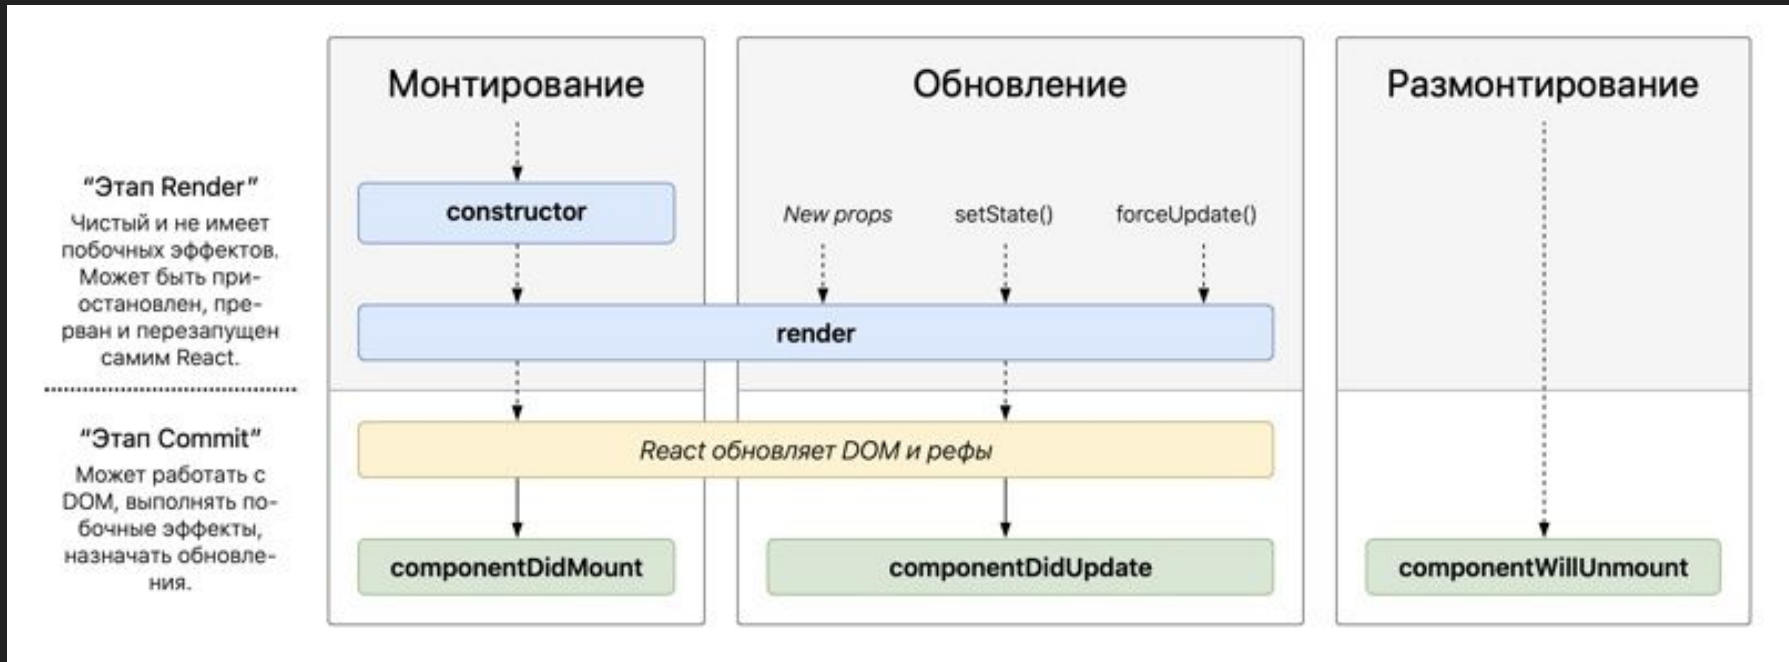 Монтирование
Обновление
Размонтирование
“Этап Render”
Чистый и не имеет
побочных эффектов.
Может быть при-
остановлен, пре-
рван и перезапущен
самим React.
constructor
New props
setState()
forceUpdate()
render
“Этап Commit”
Может работать с
DOM, выполнять по-
бочные эффекты,
назначать обновле-
ния.
React обновляет DOM и рефы
componentDidMount
componentDidUpdate
componentWillUnmount